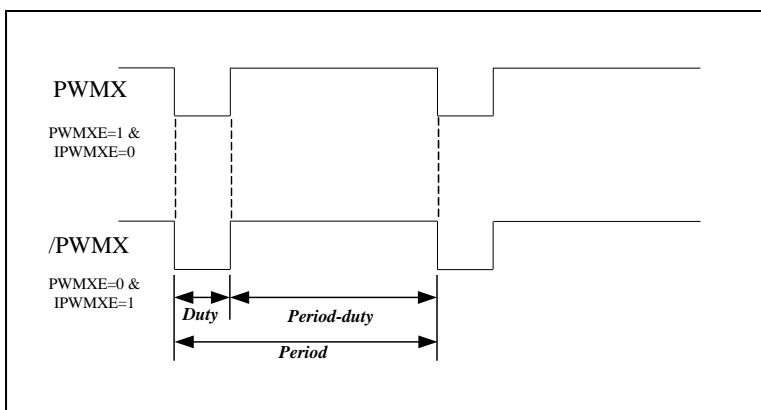 PWMX
PWMXE=1 &
IPWMXE=0
/PWMX
PWMXE=0 &
IPWMXE=1
Duty
Period-duty
Period